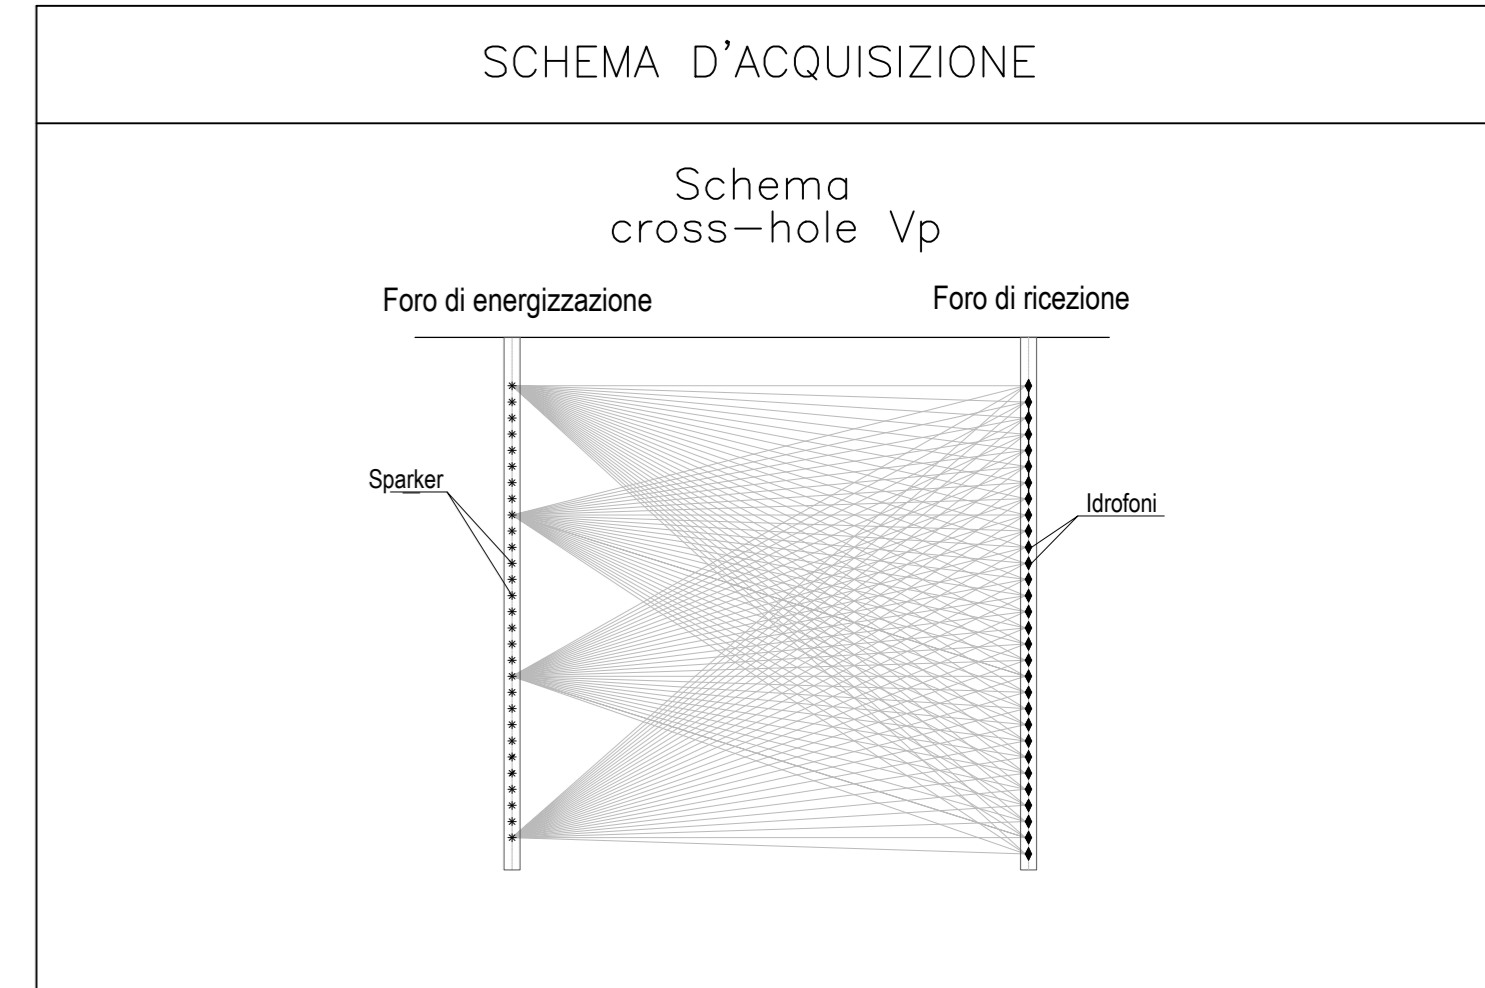 SCHEMA D'ACQUISIZIONE
Schema
cross-hole Vp
Foro di energizzazione
Foro di ricezione
Sparker
Idrofoni